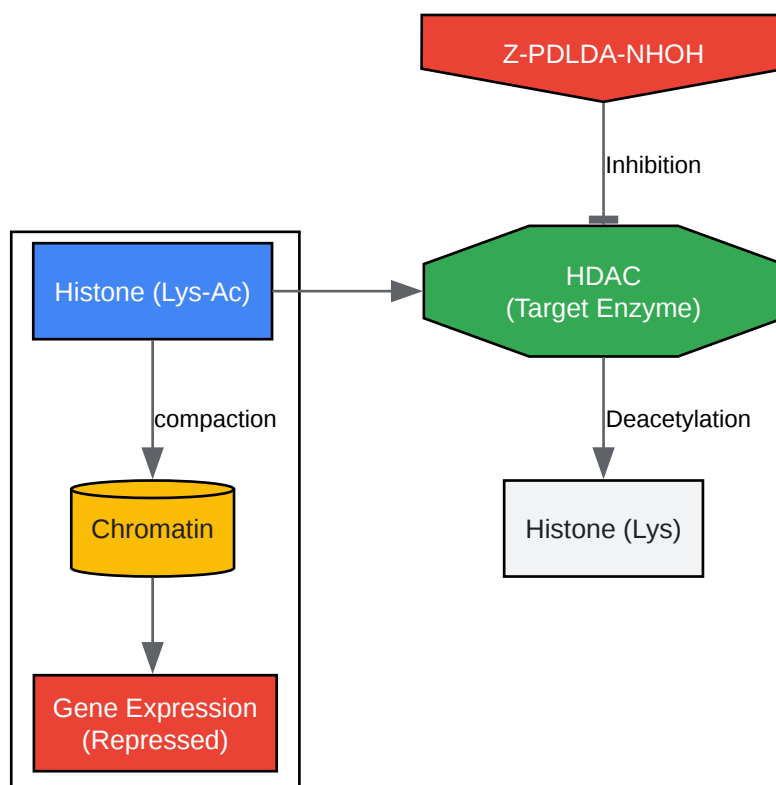 Z-PDLDA-NHOH
Inhibition
Histone (Lys-Ac)
HDAC
(Target Enzyme)
compaction
Deacetylation
Chromatin
Histone (Lys)
Gene Expression
(Repressed)